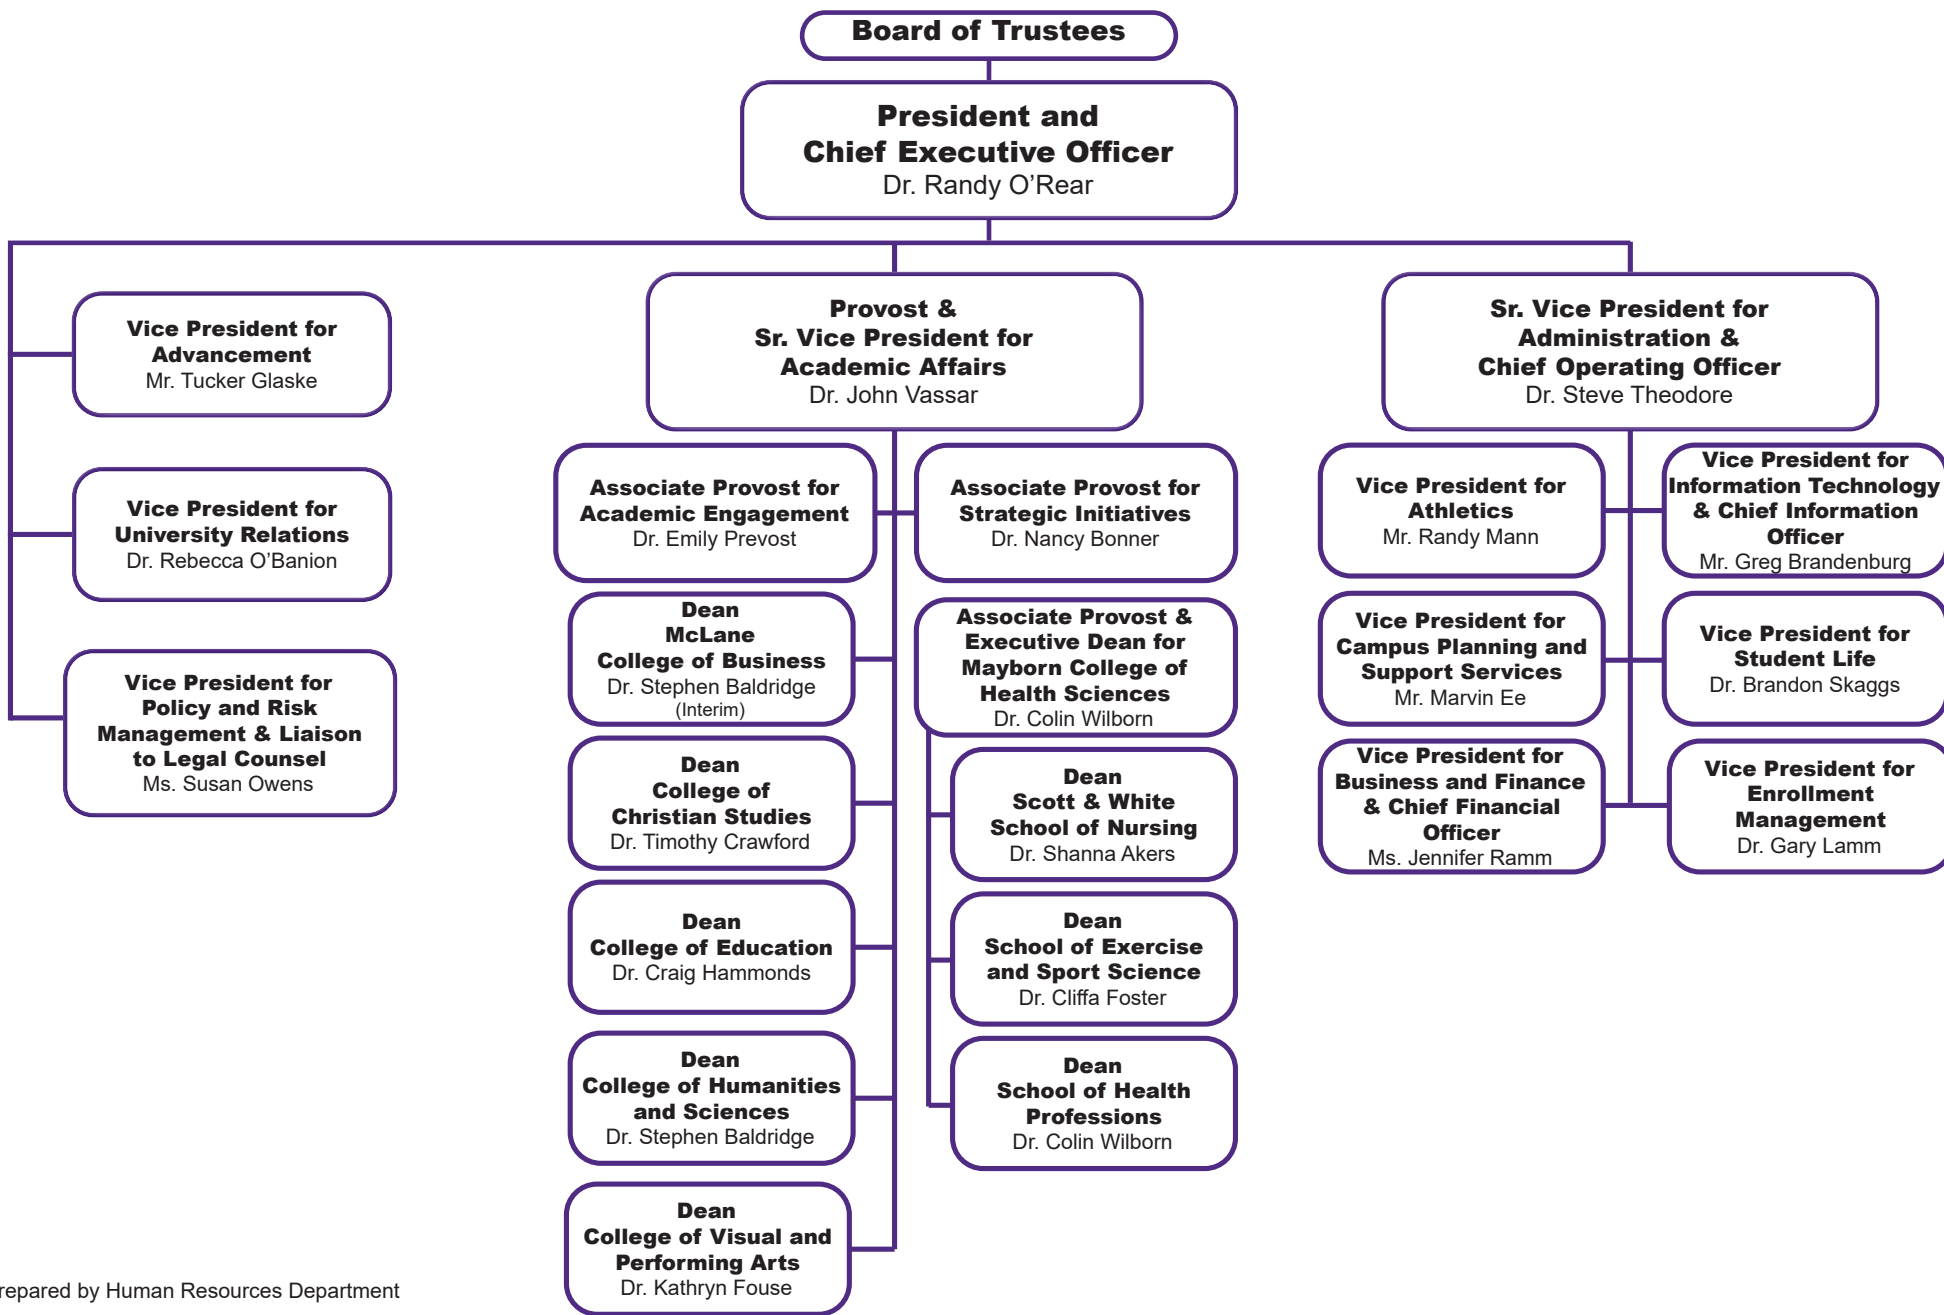 Board of Trustees
President and
Chief Executive Officer
Dr. Randy O’Rear
Vice President for
Advancement
Mr. Tucker Glaske
Vice President for
University Relations
Dr. Rebecca O’Banion
Vice President for
Policy and Risk
Management & Liaison
to Legal Counsel
Ms. Susan Owens
Provost &
Sr. Vice President for
Academic Affairs
Dr. John Vassar
Associate Provost for
Academic Engagement
Dr. Emily Prevost
Associate Provost for
Strategic Initiatives
Dr. Nancy Bonner
Dean
McLane
College of Business
Dr. Stephen Baldridge
(Interim)
Dean
College of
Christian Studies
Dr. Timothy Crawford
Dean
College of Education
Dr. Craig Hammonds
Dean
College of Humanities
and Sciences
Dr. Stephen Baldridge
Dean
College of Visual and
Performing Arts
Dr. Kathryn Fouse
Associate Provost &
Executive Dean for
Mayborn College of
Health Sciences
Dr. Colin Wilborn
Dean
Scott & White
School of Nursing
Dr. Shanna Akers
Dean
School of Exercise
and Sport Science
Dr. Cliffa Foster
Dean
School of Health
Professions
Dr. Colin Wilborn
Sr. Vice President for
Administration &
Chief Operating Officer
Dr. Steve Theodore
Vice President for
Athletics
Mr. Randy Mann
Vice President for
Information Technology
& Chief Information
Officer
Mr. Greg Brandenburg
Vice President for
Campus Planning and
Support Services
Mr. Marvin Ee
Vice President for
Student Life
Dr. Brandon Skaggs
Vice President for
Business and Finance
& Chief Financial
Officer
Ms. Jennifer Ramm
Vice President for
Enrollment
Management
Dr. Gary Lamm
repared by Human Resources Department